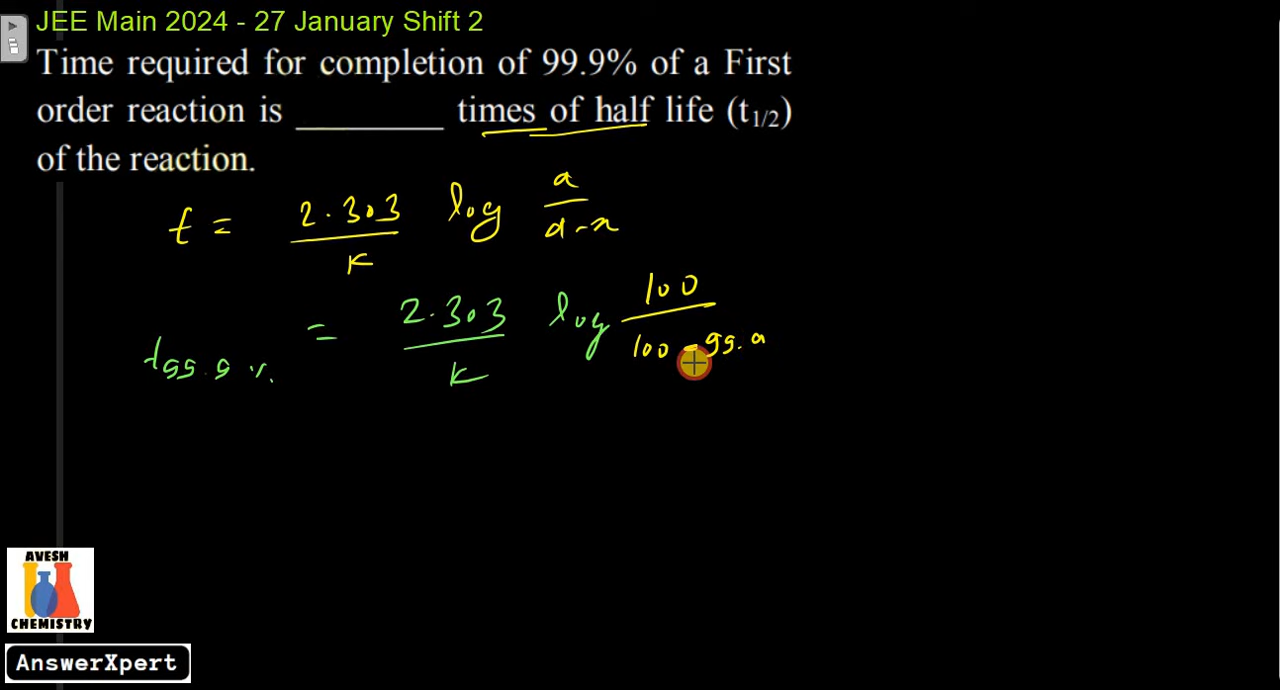 JEE Main 2024 - 27 January Shift 2
Time required for completion of 99.9% of a First
order reaction is ________ times of half life (t1/2)
of the reaction.
t = 2.303/K log a/a-x
t99.9% = 2.303/K log 100/100-99.9
AVESH
CHEMISTRY
AnswerXpert